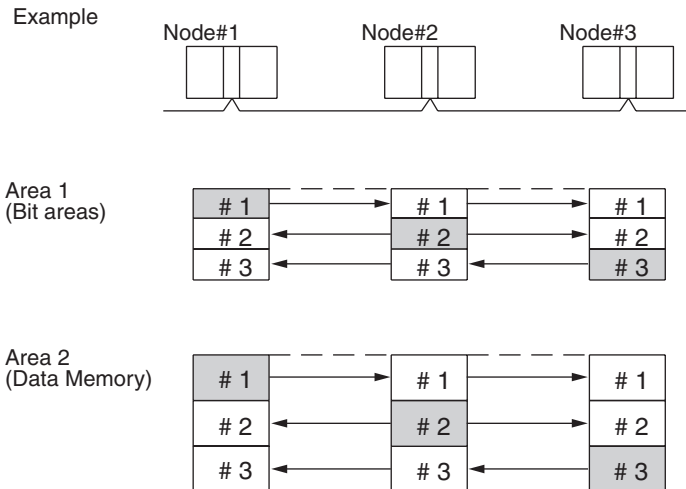 Example
Node#1 Node#2 Node#3
Area 1
(Bit areas)
# 1 # 1 # 1
# 2 # 2 # 2
# 3 # 3 # 3
Area 2
(Data Memory)
# 1 # 1 # 1
# 2 # 2 # 2
# 3 # 3 # 3